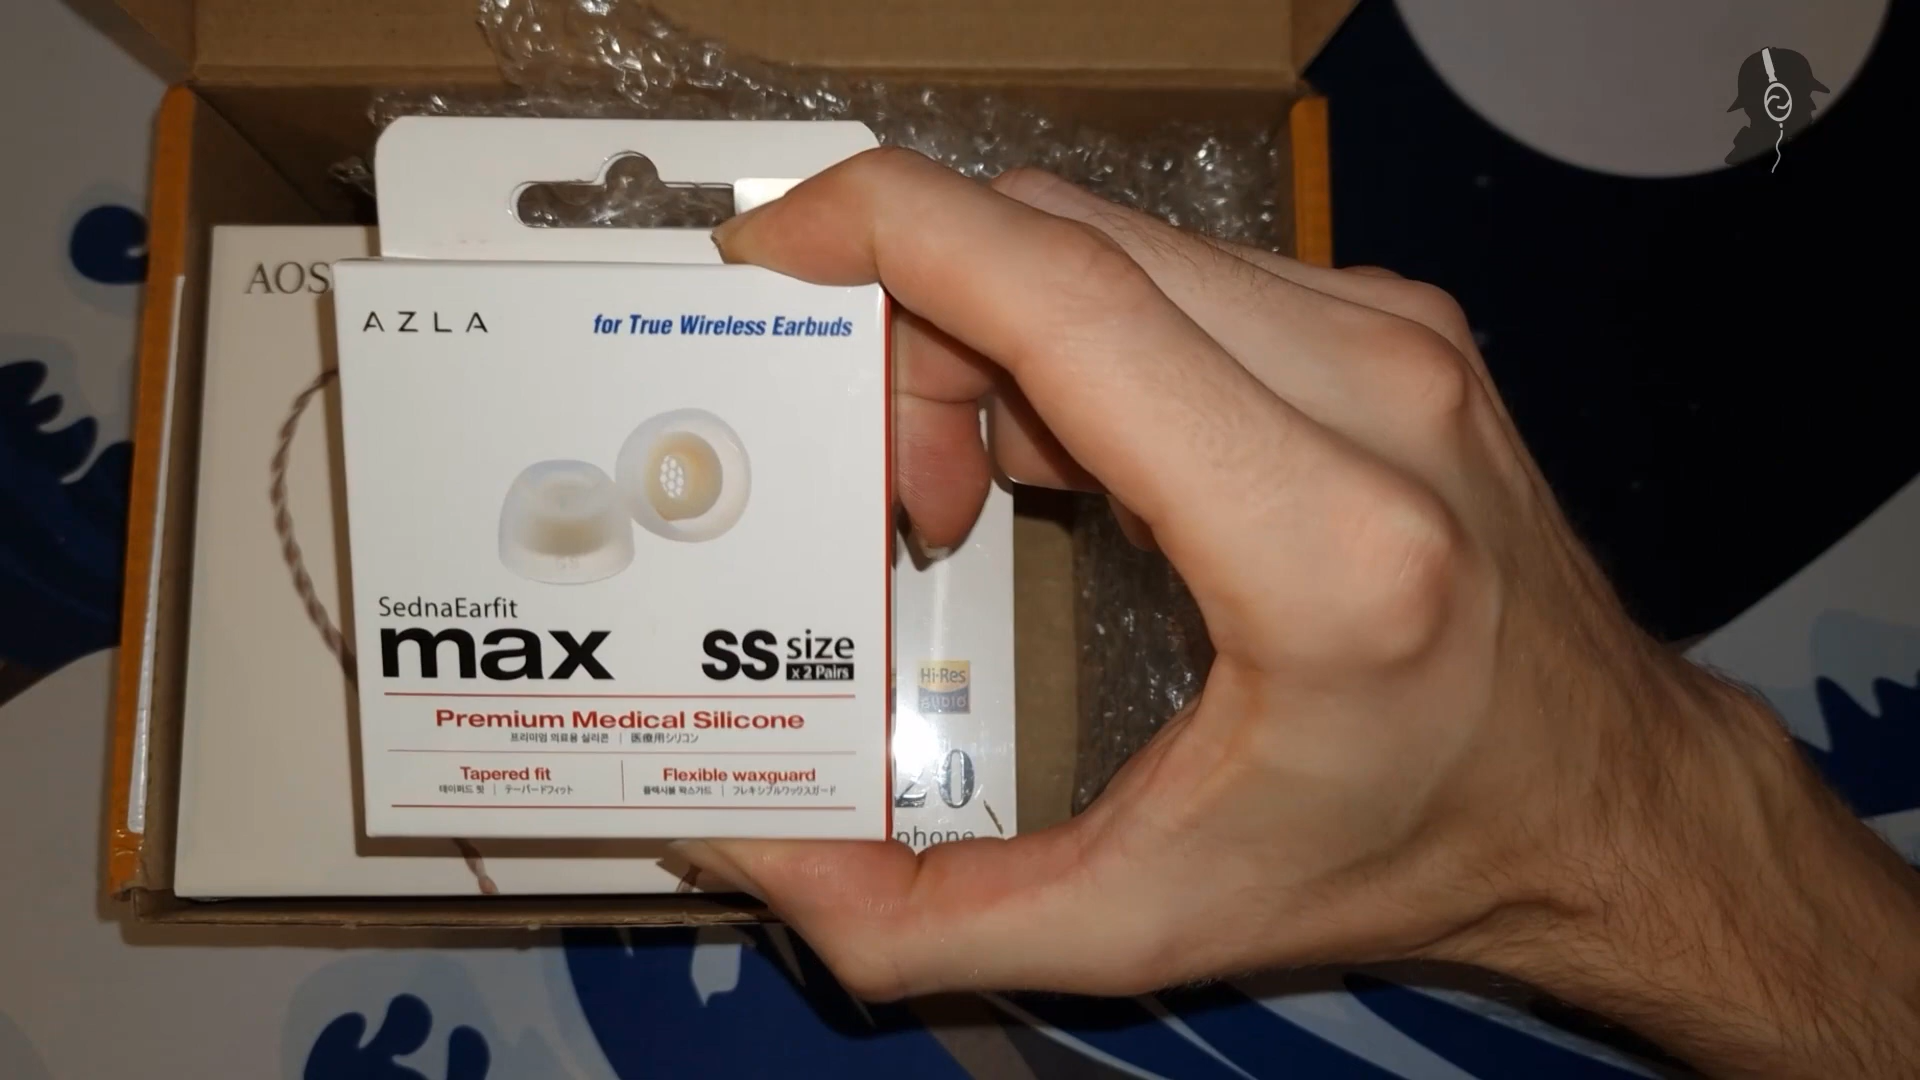 AOS
AZLA
for True Wireless Earbuds
SednaEarfit
max
SS size
x 2 Pairs
Premium Medical Silicone
프리미엄 의료용 실리콘 | 医療用シリコン
Tapered fit
테이퍼드 핏 | テーパードフィット
Flexible waxguard
플렉시블 왁스가드 | フレキシブルワックスガード
Hi-Res
AUDIO
20
phone